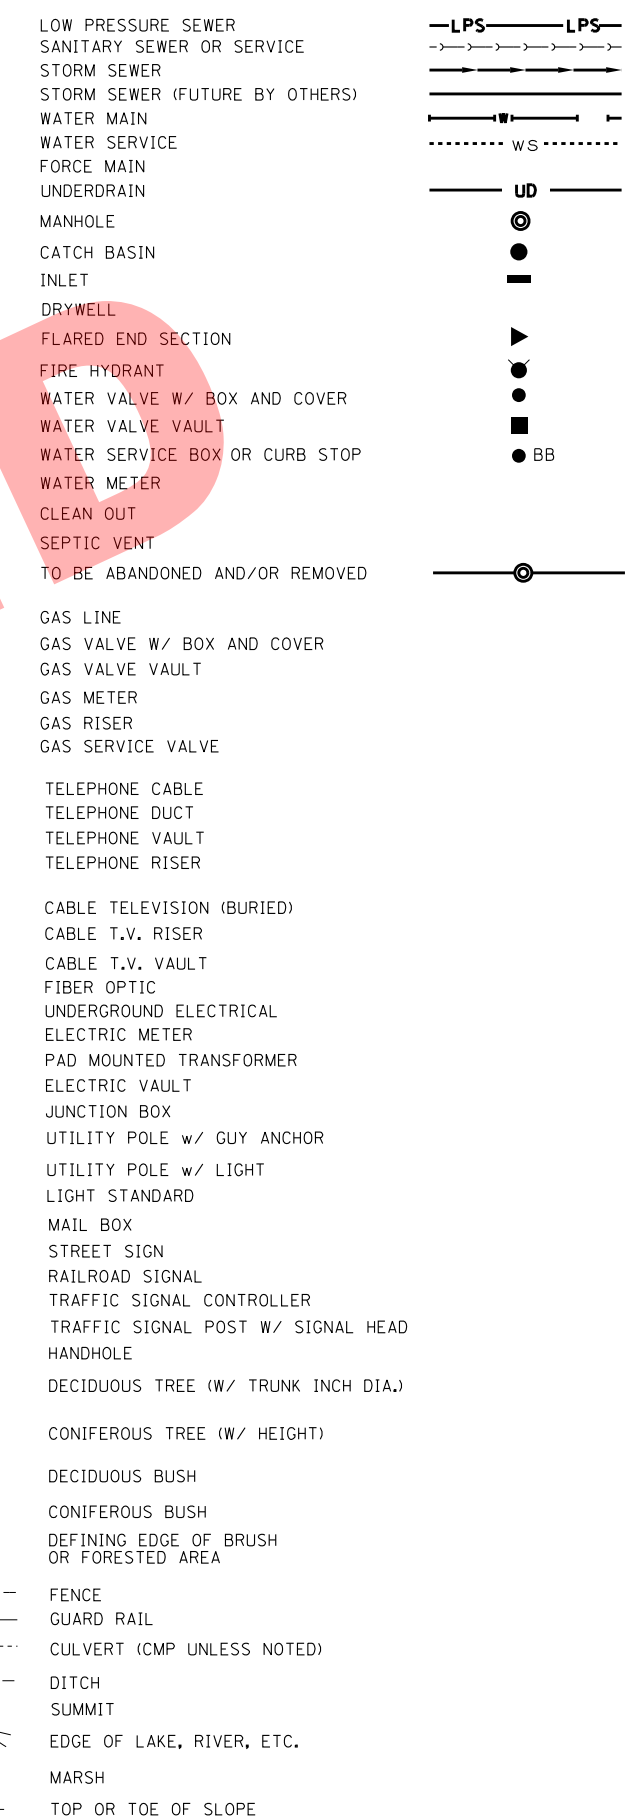 LOW PRESSURE SEWER LPS LPS
SANITARY SEWER OR SERVICE
STORM SEWER
STORM SEWER (FUTURE BY OTHERS)
WATER MAIN W
WATER SERVICE WS
FORCE MAIN
UNDERDRAIN UD
MANHOLE
CATCH BASIN
INLET
DRYWELL
FLARED END SECTION
FIRE HYDRANT
WATER VALVE W/ BOX AND COVER
WATER VALVE VAULT
WATER SERVICE BOX OR CURB STOP BB
WATER METER
CLEAN OUT
SEPTIC VENT
TO BE ABANDONED AND/OR REMOVED
GAS LINE
GAS VALVE W/ BOX AND COVER
GAS VALVE VAULT
GAS METER
GAS RISER
GAS SERVICE VALVE
TELEPHONE CABLE
TELEPHONE DUCT
TELEPHONE VAULT
TELEPHONE RISER
CABLE TELEVISION (BURIED)
CABLE T.V. RISER
CABLE T.V. VAULT
FIBER OPTIC
UNDERGROUND ELECTRICAL
ELECTRIC METER
PAD MOUNTED TRANSFORMER
ELECTRIC VAULT
JUNCTION BOX
UTILITY POLE w/ GUY ANCHOR
UTILITY POLE w/ LIGHT
LIGHT STANDARD
MAIL BOX
STREET SIGN
RAILROAD SIGNAL
TRAFFIC SIGNAL CONTROLLER
TRAFFIC SIGNAL POST W/ SIGNAL HEAD
HANDHOLE
DECIDUOUS TREE (W/ TRUNK INCH DIA.)
CONIFEROUS TREE (W/ HEIGHT)
DECIDUOUS BUSH
CONIFEROUS BUSH
DEFINING EDGE OF BRUSH
OR FORESTED AREA
FENCE
GUARD RAIL
CULVERT (CMP UNLESS NOTED)
DITCH
SUMMIT
EDGE OF LAKE, RIVER, ETC.
MARSH
TOP OR TOE OF SLOPE
D